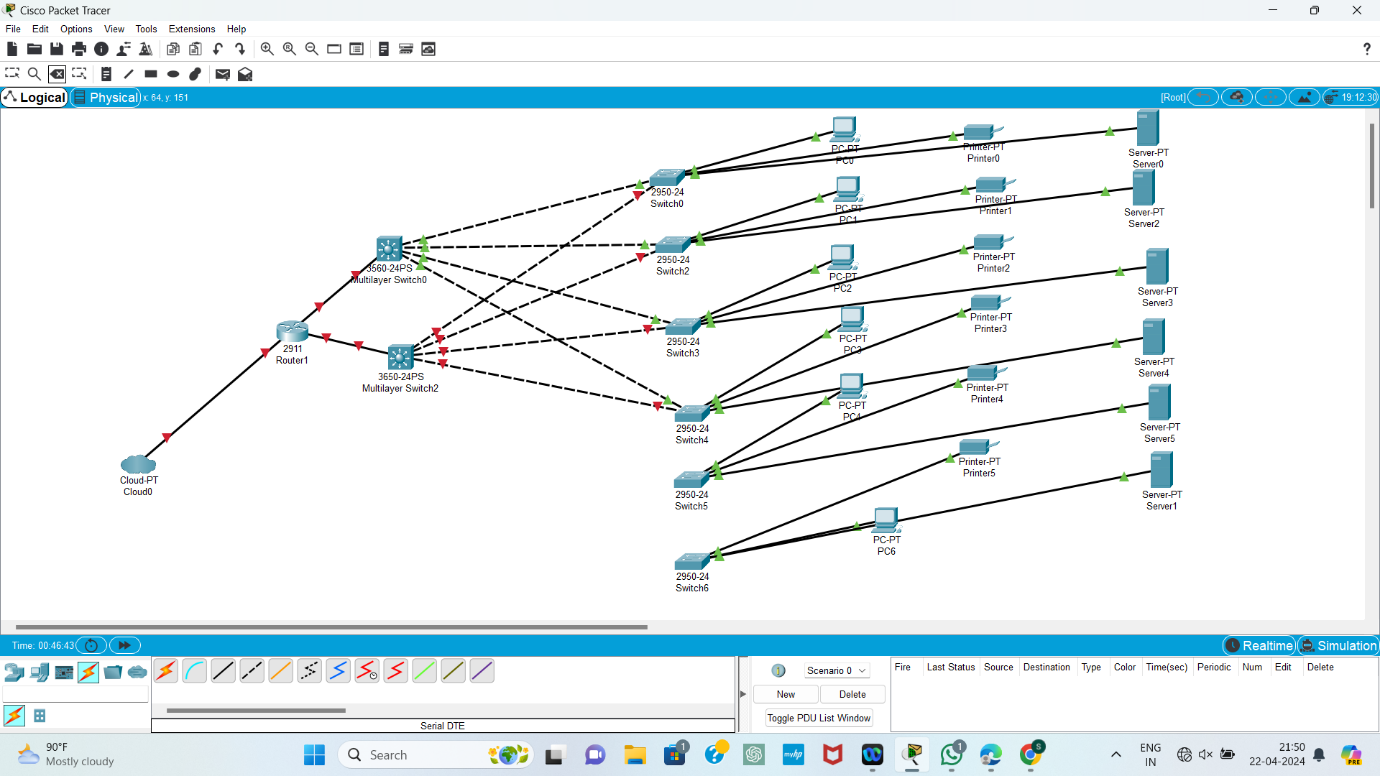 Cisco Packet Tracer
File Edit Options View Tools Extensions Help
?
Logical Physical x: 64, y: 151 [Root] 19:12:30
PC-PT
PC0
Printer-PT
Printer0
Server-PT
Server0
2950-24
Switch0
PC-PT
PC1
Printer-PT
Printer1
Server-PT
Server2
2950-24
Switch2
3560-24PS
Multilayer Switch0
PC-PT
PC2
Printer-PT
Printer2
Server-PT
Server3
2950-24
Switch3
PC-PT
PC3
Printer-PT
Printer3
2911
Router1
3650-24PS
Multilayer Switch2
Server-PT
Server4
Printer-PT
Printer4
PC-PT
PC4
2950-24
Switch4
Server-PT
Server5
Cloud-PT
Cloud0
Printer-PT
Printer5
2950-24
Switch5
Server-PT
Server1
PC-PT
PC6
2950-24
Switch6
Time: 00:46:43 Realtime Simulation
Scenario 0
New Delete
Toggle PDU List Window
Fire Last Status Source Destination Type Color Time(sec) Periodic Num Edit Delete
Serial DTE
90°F
Mostly cloudy
Search
1
myhp
1
S
ENG
IN
21:50
22-04-2024
PRE